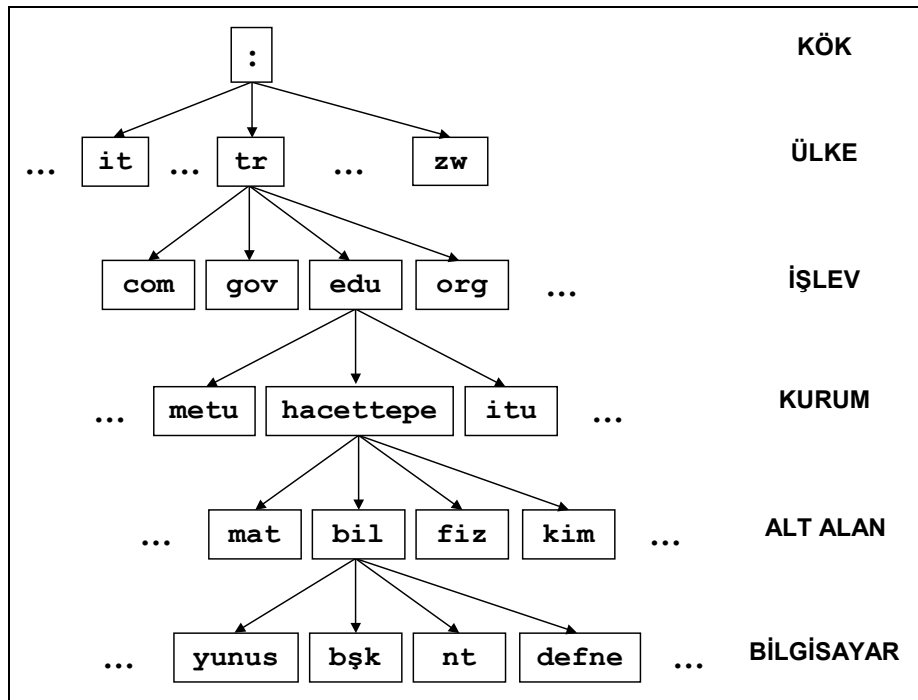 : KÖK
... it ... tr ... zw ÜLKE
com gov edu org ... İŞLEV
... metu hacettepe itu ... KURUM
... mat bil fiz kim ... ALT ALAN
... yunus bşk nt defne ... BİLGİSAYAR